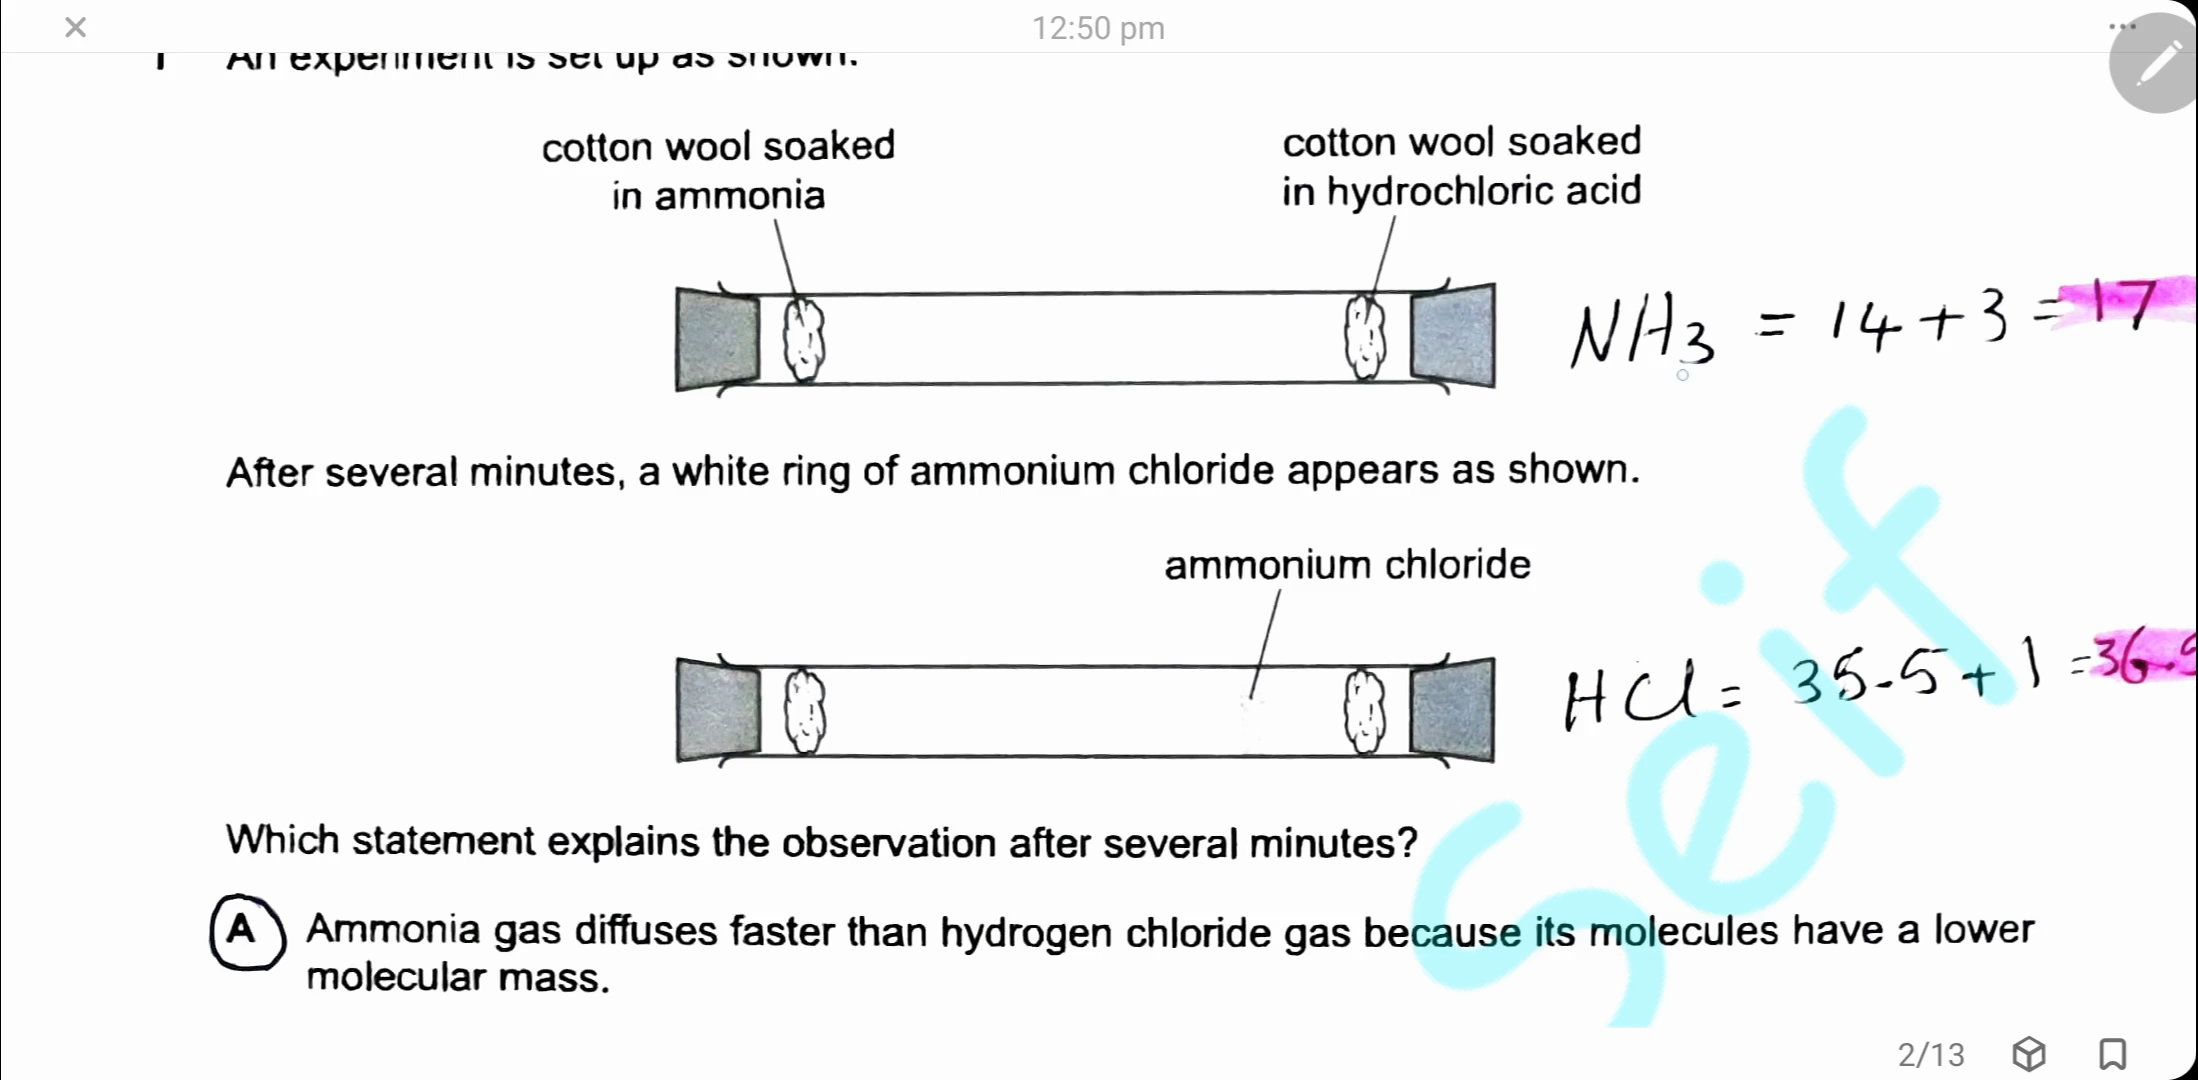 12:50 pm
1 An experiment is set up as shown.
cotton wool soaked
in ammonia
cotton wool soaked
in hydrochloric acid
NH3 = 14 + 3 = 17
After several minutes, a white ring of ammonium chloride appears as shown.
ammonium chloride
HCl = 35.5 + 1 = 36.5
Which statement explains the observation after several minutes?
A Ammonia gas diffuses faster than hydrogen chloride gas because its molecules have a lower
molecular mass.
Seif
2/13